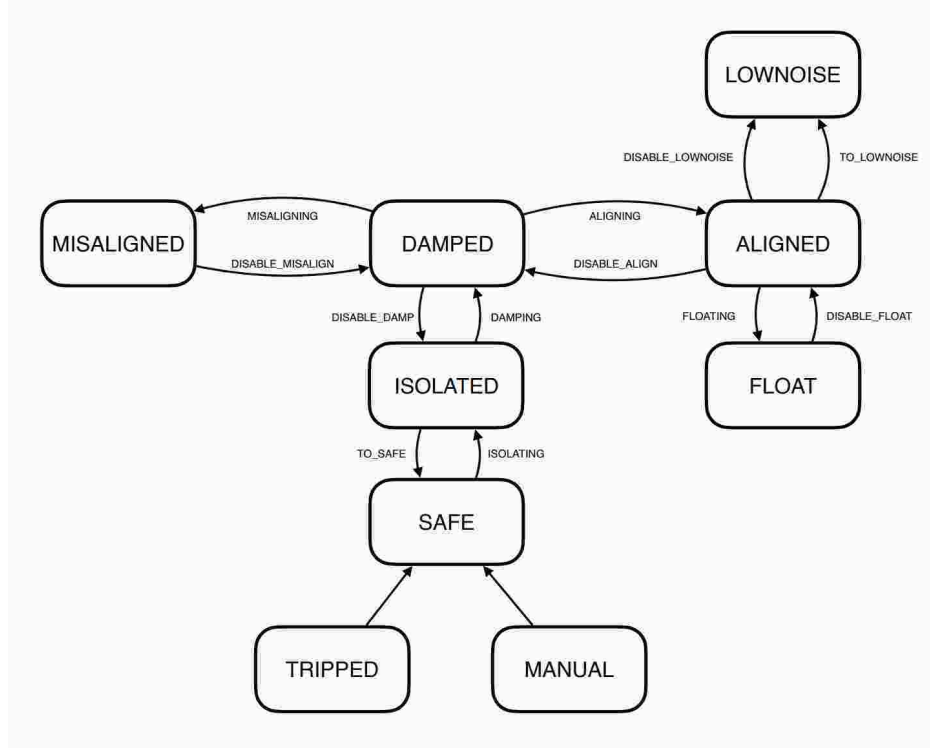 LOWNOISE
DISABLE_LOWNOISE
TO_LOWNOISE
MISALIGNED
MISALIGNING
DISABLE_MISALIGN
DAMPED
ALIGNING
DISABLE_ALIGN
ALIGNED
DISABLE_DAMP
DAMPING
FLOATING
DISABLE_FLOAT
ISOLATED
FLOAT
TO_SAFE
ISOLATING
SAFE
TRIPPED
MANUAL